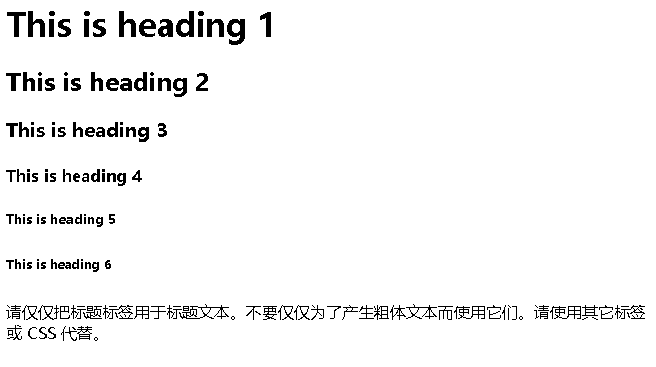 This is heading 1
This is heading 2
This is heading 3
This is heading 4
This is heading 5
This is heading 6
请仅仅把标题标签用于标题文本。不要仅仅为了产生粗体文本而使用它们。请使用其它标签
或 CSS 代替。